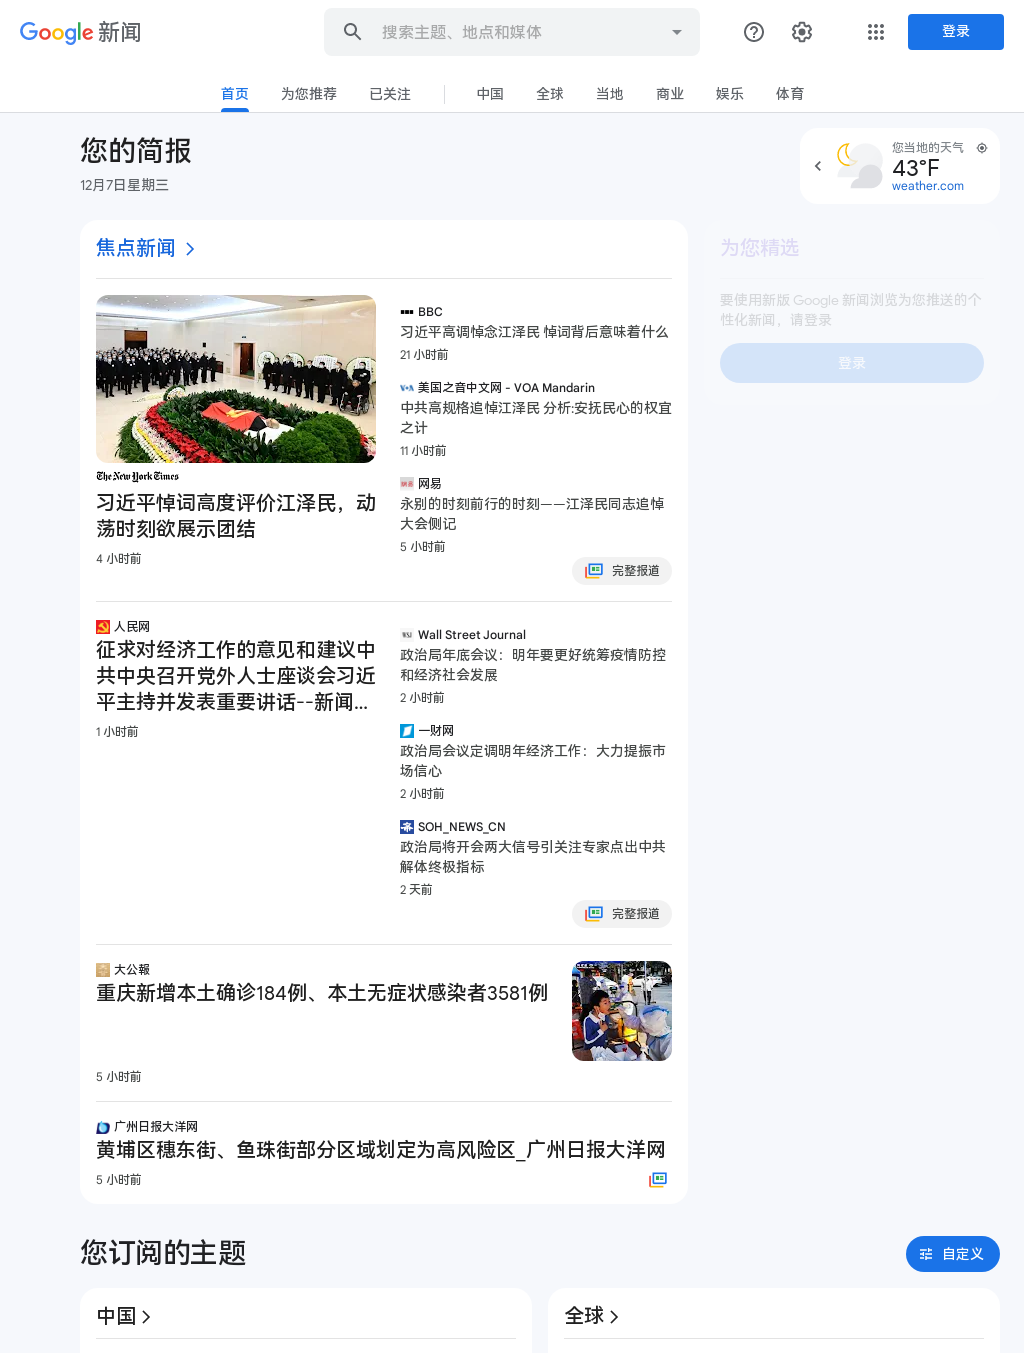 Google 新闻
搜索主题、地点和媒体
登录
首页
为您推荐
已关注
中国
全球
当地
商业
娱乐
体育
您的简报
12月7日星期三
您当地的天气
43°F
weather.com
焦点新闻
The New York Times
习近平悼词高度评价江泽民，动
荡时刻欲展示团结
4 小时前
BBC
习近平高调悼念江泽民 悼词背后意味着什么
21 小时前
VOA 美国之音中文网 - VOA Mandarin
中共高规格追悼江泽民 分析:安抚民心的权宜
之计
11 小时前
网易
永别的时刻前行的时刻——江泽民同志追悼
大会侧记
5 小时前
完整报道
人民网
征求对经济工作的意见和建议中
共中央召开党外人士座谈会习近
平主持并发表重要讲话--新闻...
1 小时前
WSJ Wall Street Journal
政治局年底会议：明年要更好统筹疫情防控
和经济社会发展
2 小时前
一财网
政治局会议定调明年经济工作：大力提振市
场信心
2 小时前
SOH_NEWS_CN
政治局将开会两大信号引关注专家点出中共
解体终极指标
2 天前
完整报道
大公報
重庆新增本土确诊184例、本土无症状感染者3581例
5 小时前
广州日报大洋网
黄埔区穗东街、鱼珠街部分区域划定为高风险区_广州日报大洋网
5 小时前
为您精选
要使用新版 Google 新闻浏览为您推送的个
性化新闻，请登录
登录
您订阅的主题
自定义
中国
全球